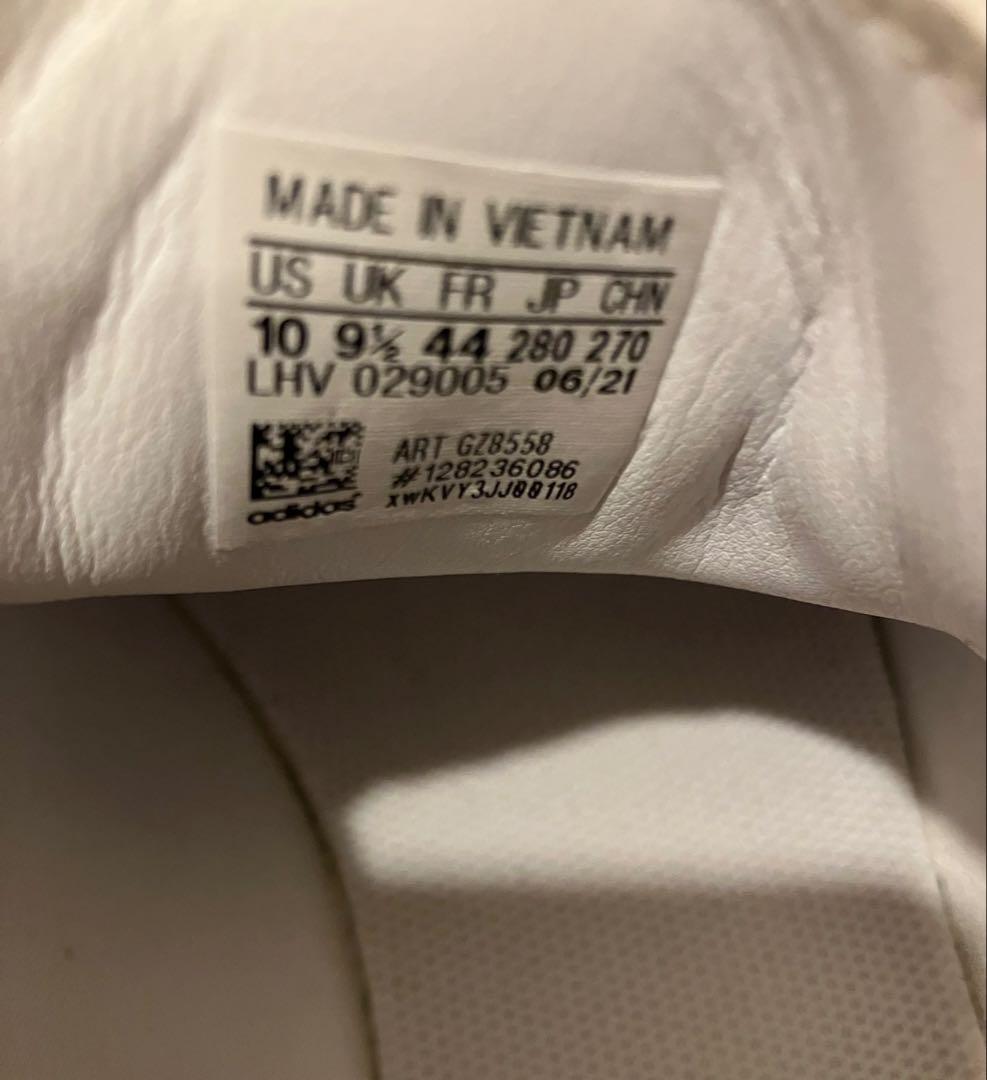 MADE IN VIETNAM
US UK FR JP CHN
10 9½ 44 280 270
LHV 029005 06/21
ART GZ8558
#128236086
xwKVY3JJ00118
adidas